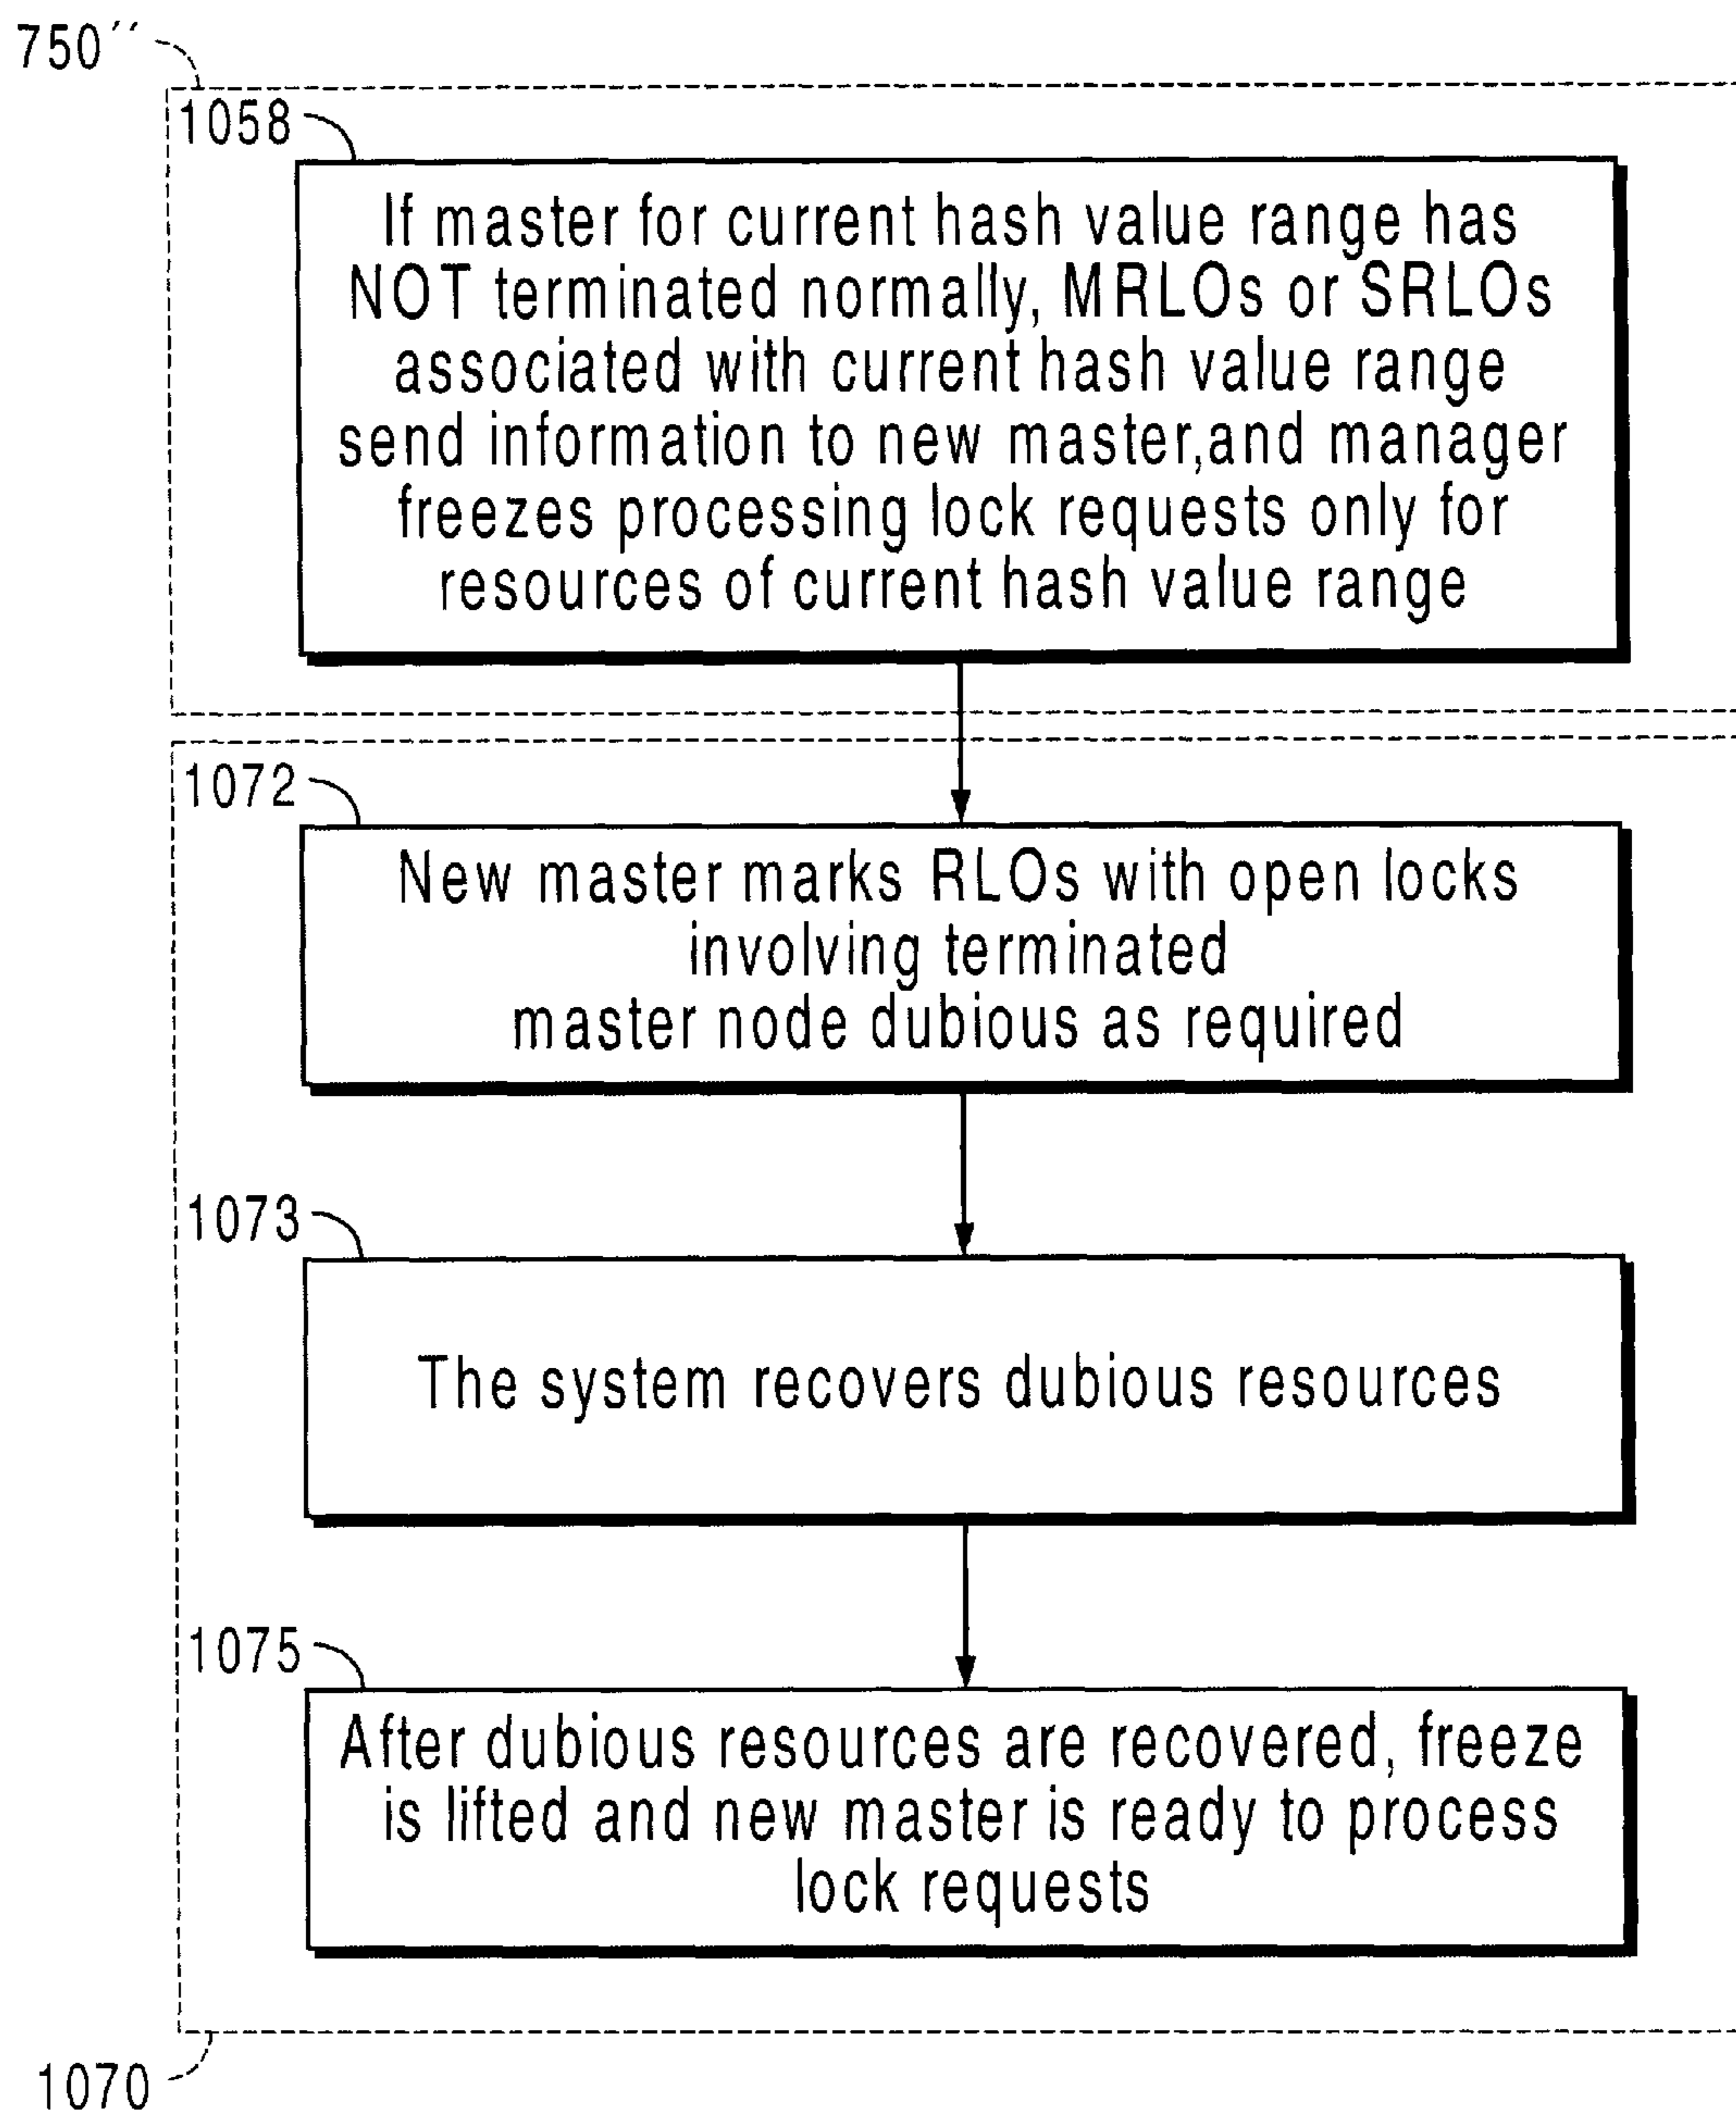 750´´
1058
If master for current hash value range has
NOT terminated normally, MRLOs or SRLOs
associated with current hash value range
send information to new master,and manager
freezes processing lock requests only for
resources of current hash value range
1072
New master marks RLOs with open locks
involving terminated
master node dubious as required
1073
The system recovers dubious resources
1075
After dubious resources are recovered, freeze
is lifted and new master is ready to process
lock requests
1070